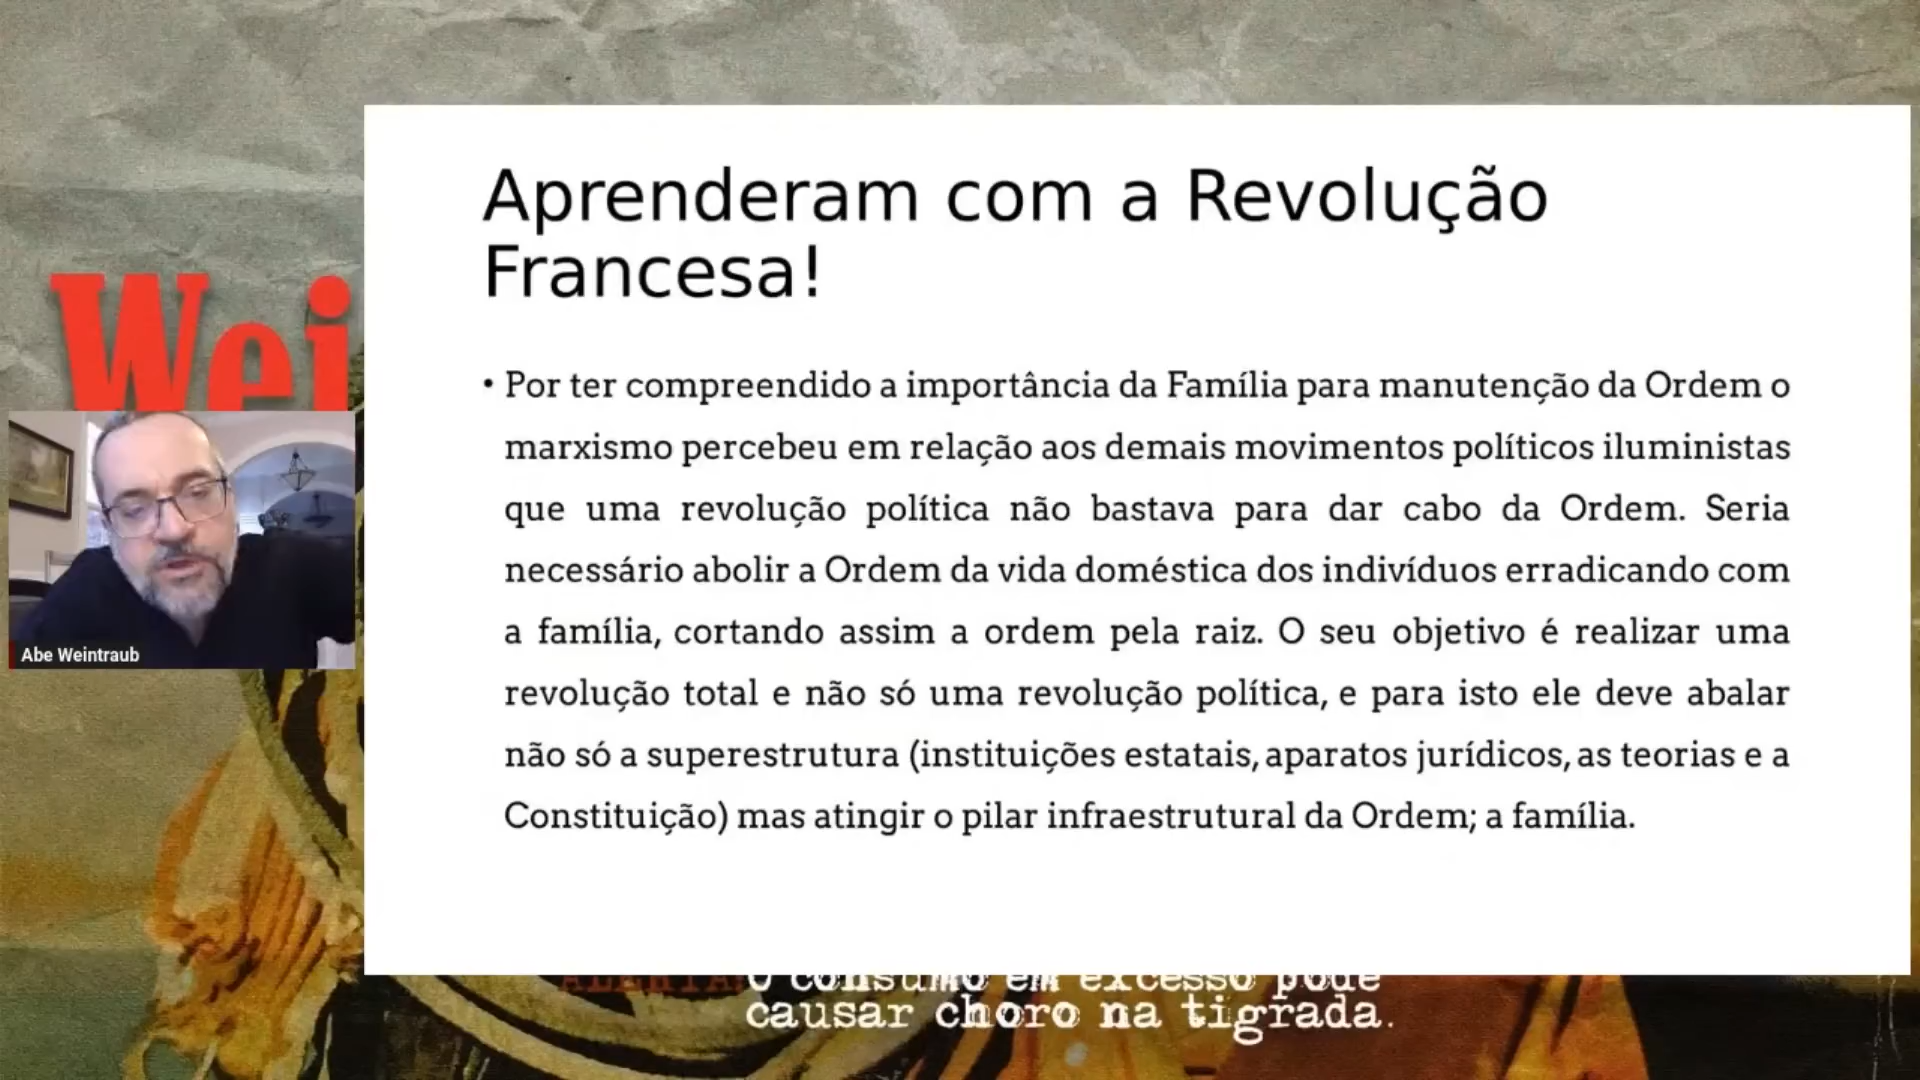 Aprenderam com a Revolução
Francesa!
Wei
• Por ter compreendido a importância da Família para manutenção da Ordem o
marxismo percebeu em relação aos demais movimentos políticos iluministas
que uma revolução política não bastava para dar cabo da Ordem. Seria
necessário abolir a Ordem da vida doméstica dos indivíduos erradicando com
a família, cortando assim a ordem pela raiz. O seu objetivo é realizar uma
revolução total e não só uma revolução política, e para isto ele deve abalar
não só a superestrutura (instituições estatais, aparatos jurídicos, as teorias e a
Constituição) mas atingir o pilar infraestrutural da Ordem; a família.
Abe Weintraub
ALERTA: O consumo em excesso pode
causar choro na tigrada.